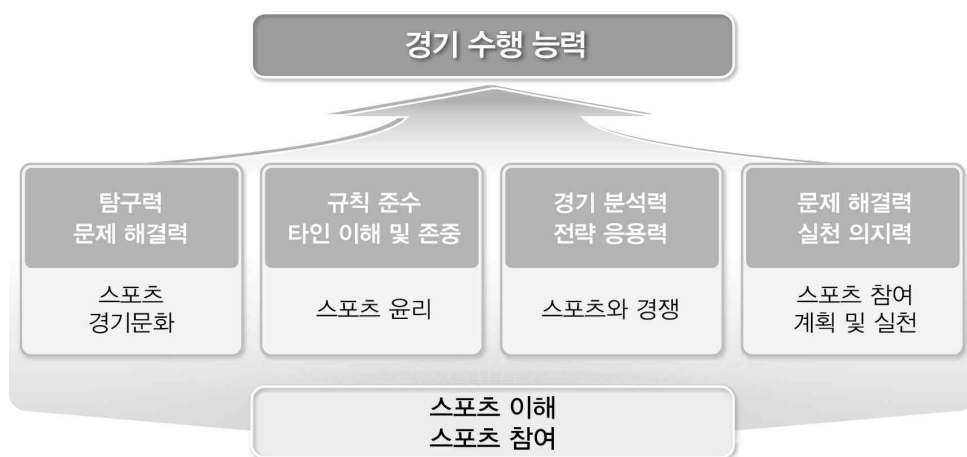 경기 수행 능력
탐구력
문제 해결력
스포츠
경기문화
규칙 준수
타인 이해 및 존중
스포츠 윤리
경기 분석력
전략 응용력
스포츠와 경쟁
문제 해결력
실천 의지력
스포츠 참여
계획 및 실천
스포츠 이해
스포츠 참여